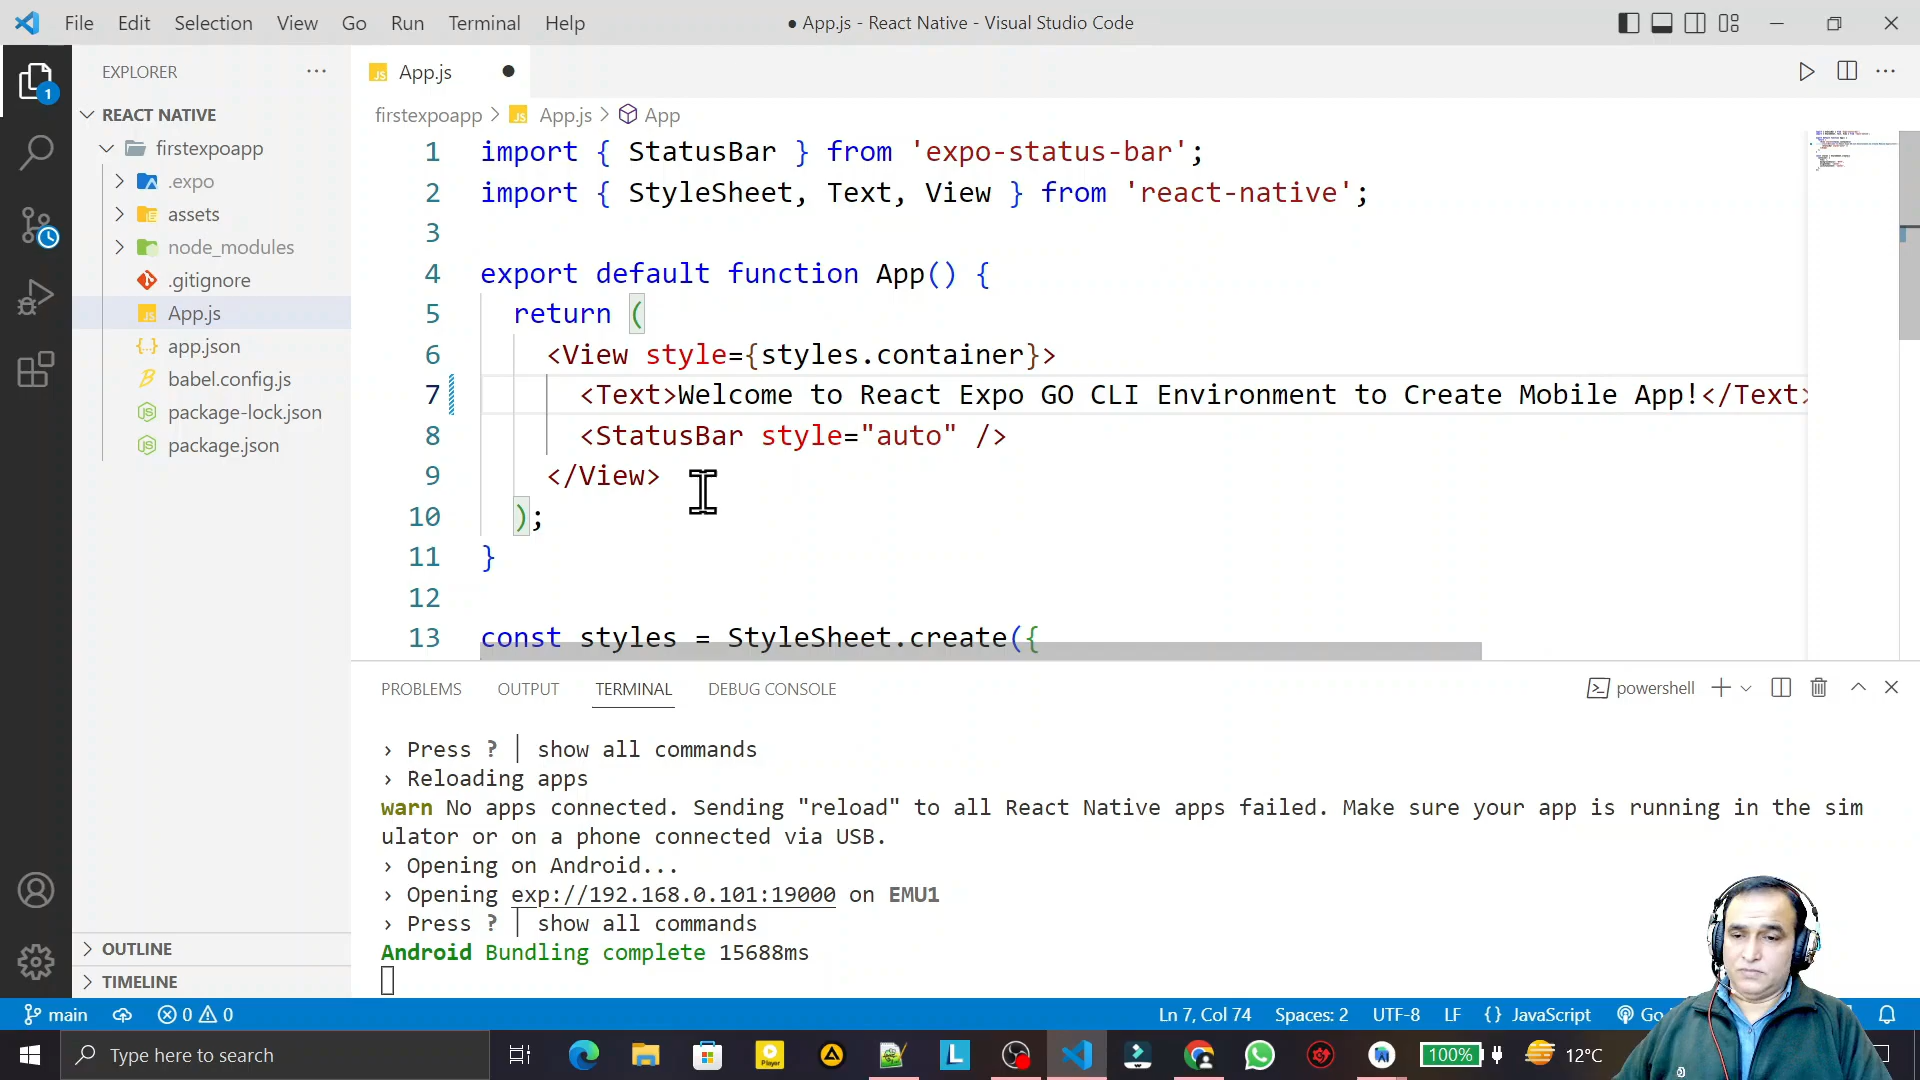 File Edit Selection View Go Run Terminal Help
● App.js - React Native - Visual Studio Code
EXPLORER
REACT NATIVE
firstexpoapp
.expo
assets
node_modules
.gitignore
App.js
app.json
babel.config.js
package-lock.json
package.json
OUTLINE
TIMELINE
1
JS App.js ●
firstexpoapp > JS App.js > App
1 import { StatusBar } from 'expo-status-bar';
2 import { StyleSheet, Text, View } from 'react-native';
3
4 export default function App() {
5 return (
6 <View style={styles.container}>
7 <Text>Welcome to React Expo GO CLI Environment to Create Mobile App!</Text>
8 <StatusBar style="auto" />
9 </View>
10 );
11 }
12
13 const styles = StyleSheet.create({
PROBLEMS OUTPUT TERMINAL DEBUG CONSOLE
powershell
› Press ? │ show all commands
› Reloading apps
warn No apps connected. Sending "reload" to all React Native apps failed. Make sure your app is running in the sim
ulator or on a phone connected via USB.
› Opening on Android...
› Opening exp://192.168.0.101:19000 on EMU1
› Press ? │ show all commands
Android Bundling complete 15688ms
main 0 0 Ln 7, Col 74 Spaces: 2 UTF-8 LF {} JavaScript Go
Type here to search
100% 12°C